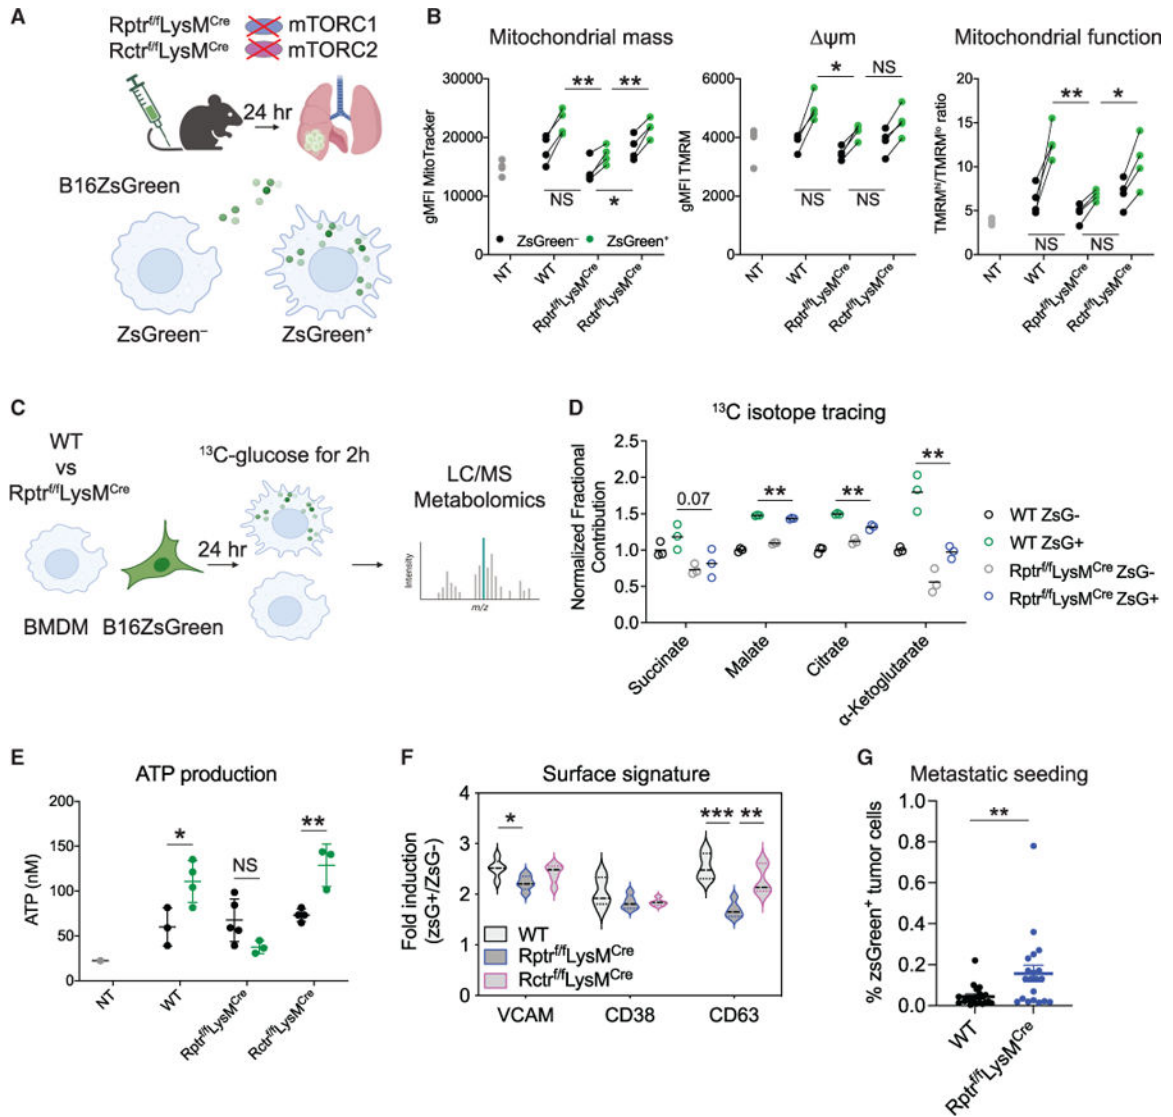 A
Rptrf/fLysMCre mTORC1
Rctrf/fLysMCre mTORC2
24 hr
B16ZsGreen
ZsGreen–
ZsGreen+
B
Mitochondrial mass
gMFI MitoTracker
30000
20000
10000
0
** **
NS
*
ZsGreen– ZsGreen+
NT
WT
Rptrf/fLysMCre
Rctrf/fLysMCre
Δψm
gMFI TMRM
6000
4000
2000
0
* NS
NS NS
NT
WT
Rptrf/fLysMCre
Rctrf/fLysMCre
Mitochondrial function
TMRMhi/TMRMlo ratio
20
15
10
5
0
** *
NS NS
NT
WT
Rptrf/fLysMCre
Rctrf/fLysMCre
C
WT
vs
Rptrf/fLysMCre
13C-glucose for 2h
24 hr
BMDM B16ZsGreen
LC/MS
Metabolomics
Intensity
m/z
D
13C isotope tracing
Normalized Fractional
Contribution
2.5
2.0
1.5
1.0
0.5
0.0
0.07 ** ** **
Succinate
Malate
Citrate
α-Ketoglutarate
WT ZsG-
WT ZsG+
Rptrf/fLysMCre ZsG-
Rptrf/fLysMCre ZsG+
E
ATP production
ATP (nM)
200
150
100
50
0
* NS **
NT
WT
Rptrf/fLysMCre
Rctrf/fLysMCre
F
Surface signature
Fold induction
(zsG+/ZsG-)
4
3
2
1
0
* *** **
WT
Rptrf/fLysMCre
Rctrf/fLysMCre
VCAM CD38 CD63
G
Metastatic seeding
% zsGreen+ tumor cells
1.0
0.8
0.6
0.4
0.2
0.0
**
WT
Rptrf/fLysMCre